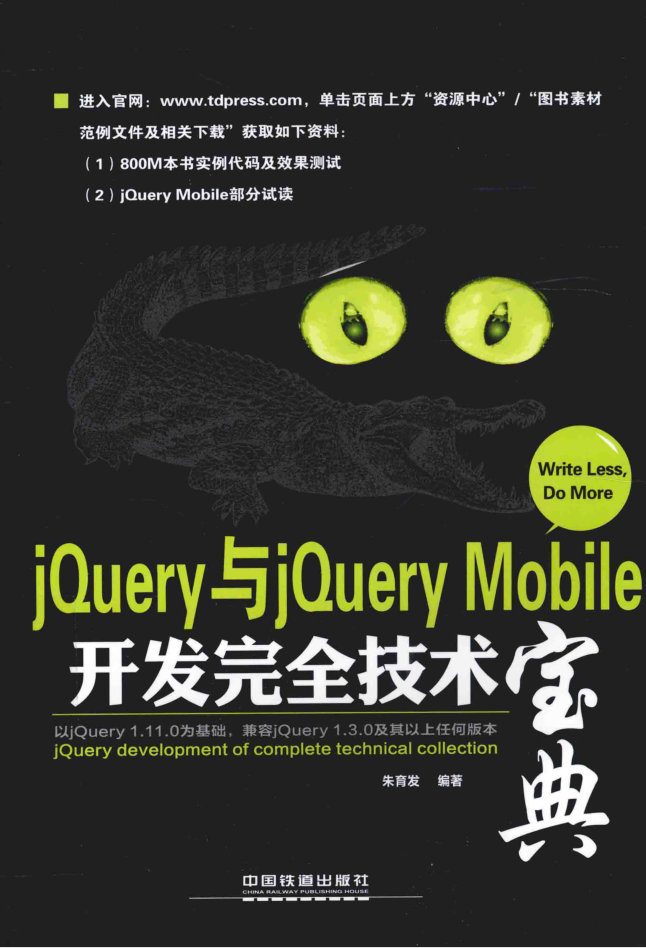 进入官网：www.tdpress.com，单击页面上方“资源中心”/“图书素材
范例文件及相关下载”获取如下资料：
（1）800M本书实例代码及效果测试
（2）jQuery Mobile部分试读
Write Less,
Do More
jQuery与jQuery Mobile
开发完全技术宝典
以jQuery 1.11.0为基础，兼容jQuery 1.3.0及其以上任何版本
jQuery development of complete technical collection
朱育发 编著
中国铁道出版社
CHINA RAILWAY PUBLISHING HOUSE